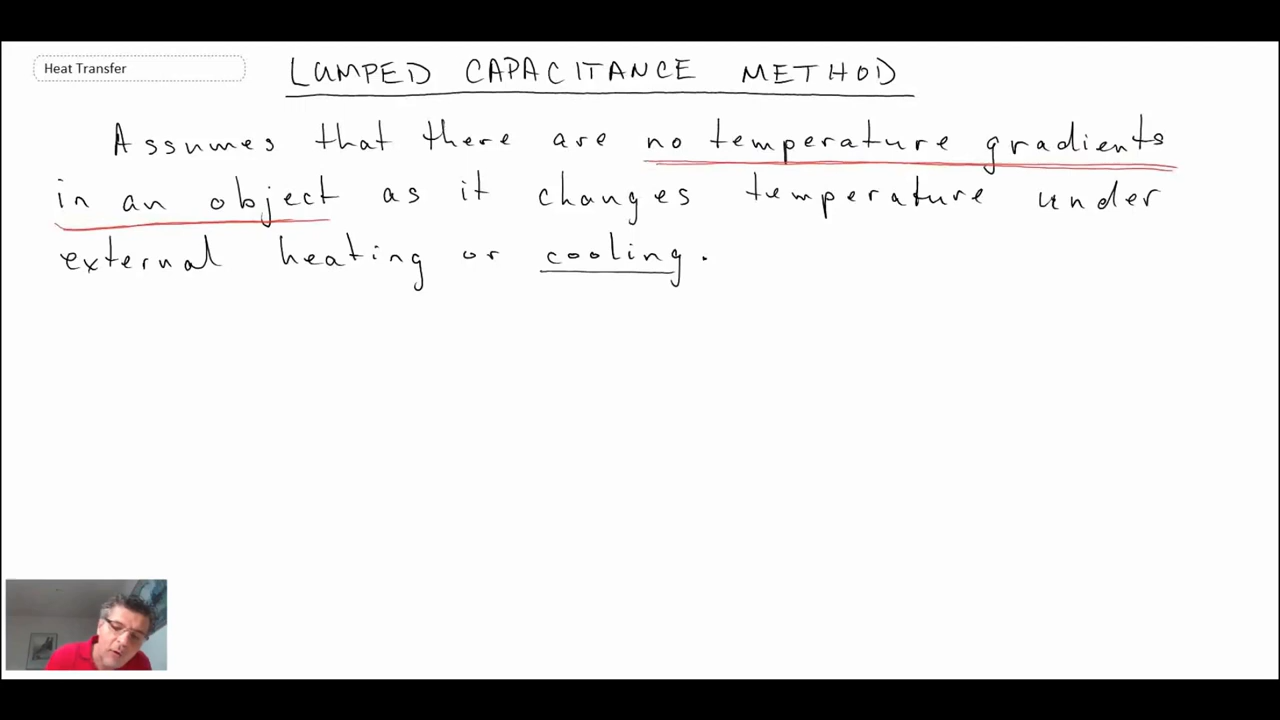 Heat Transfer
LUMPED CAPACITANCE METHOD
Assumes that there are no temperature gradients
in an object as it changes temperature under
external heating or cooling.